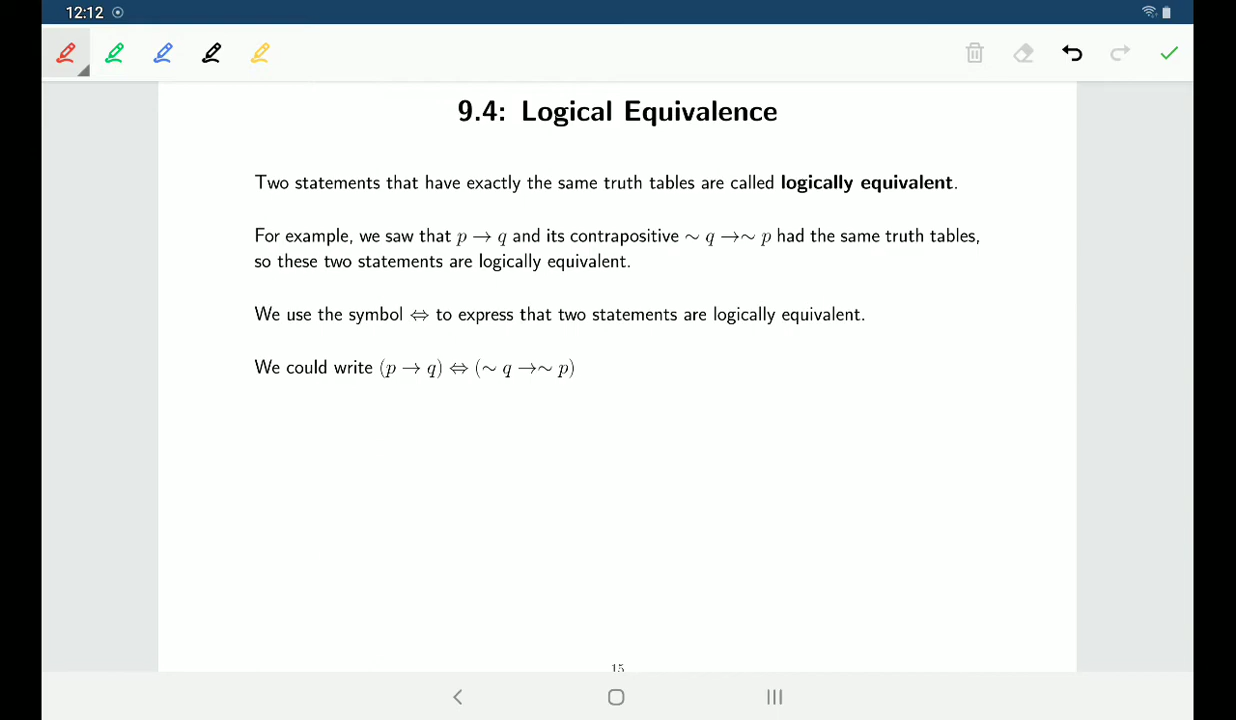 12:12
9.4: Logical Equivalence
Two statements that have exactly the same truth tables are called logically equivalent.
For example, we saw that p → q and its contrapositive ∼ q →∼ p had the same truth tables,
so these two statements are logically equivalent.
We use the symbol ⇔ to express that two statements are logically equivalent.
We could write (p → q) ⇔ (∼ q →∼ p)
15